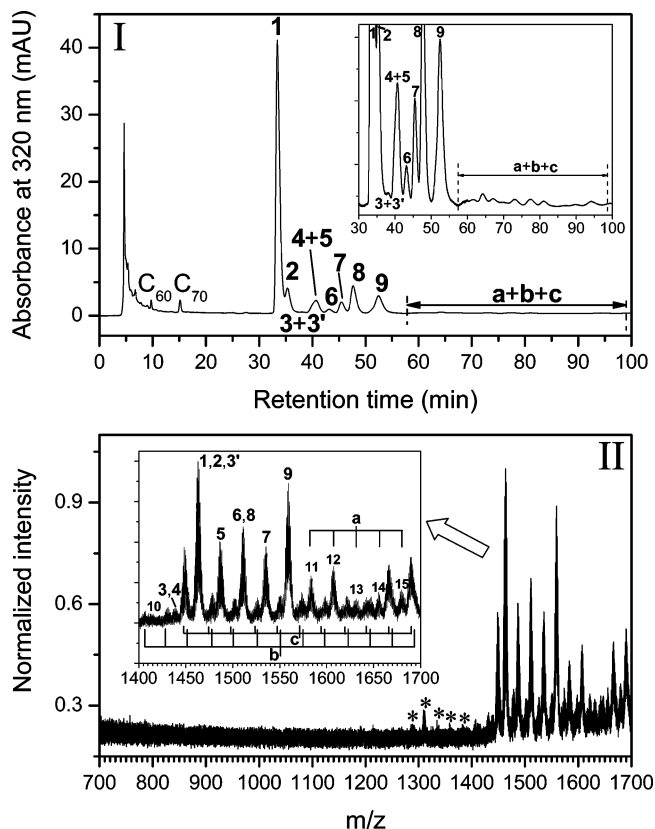 I
Absorbance at 320 nm (mAU)
40
30
20
10
0
1
C60
C70
2
3+3'
4+5
6
7
8
9
a+b+c
0 10 20 30 40 50 60 70 80 90 100
Retention time (min)
1 2
4+5
3+3'
6
7
8
9
a+b+c
30 40 50 60 70 80 90 100
II
Normalized intensity
0.9
0.6
0.3
* * * * *
700 800 900 1000 1100 1200 1300 1400 1500 1600 1700
m/z
1,2,3'
9
6,8
5
7
a
3,4
10
11
12
13
14
15
c
b
1400 1450 1500 1550 1600 1650 1700